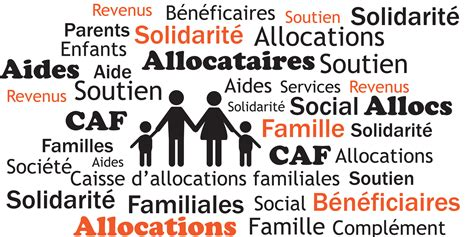 Revenus Bénéficaires Soutien Solidarité
Parents Solidarité Allocations
Enfants
Aides Aide Allocataires Soutien
Revenus Soutien Aides Services Revenus
Solidarité Social Allocs
CAF Famille Solidarité
Familles CAF Allocations
Société Aides
Caisse d'allocations familiales Soutien
Solidarité Familiales Social Bénéficiaires
Allocations Famille Complément